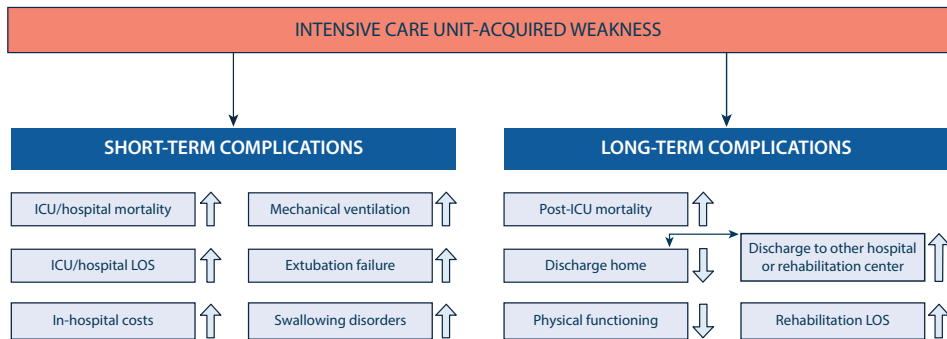 INTENSIVE CARE UNIT-ACQUIRED WEAKNESS
SHORT-TERM COMPLICATIONS
ICU/hospital mortality
Mechanical ventilation
ICU/hospital LOS
Extubation failure
In-hospital costs
Swallowing disorders
LONG-TERM COMPLICATIONS
Post-ICU mortality
Discharge home
Discharge to other hospital
or rehabilitation center
Physical functioning
Rehabilitation LOS